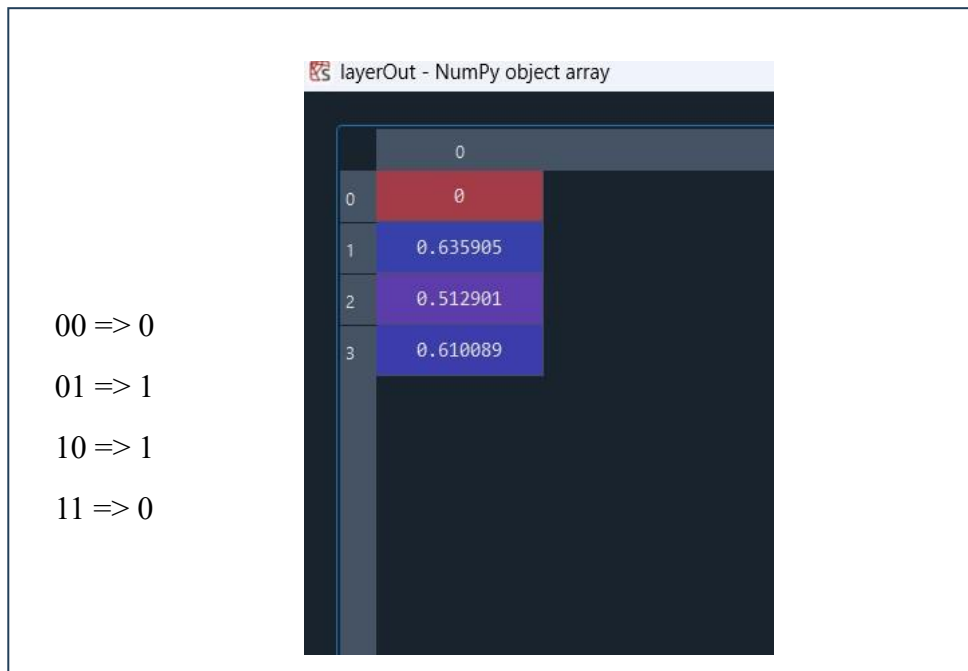 layerOut - NumPy object array
0
0 0
1 0.635905
2 0.512901
3 0.610089
00 => 0
01 => 1
10 => 1
11 => 0